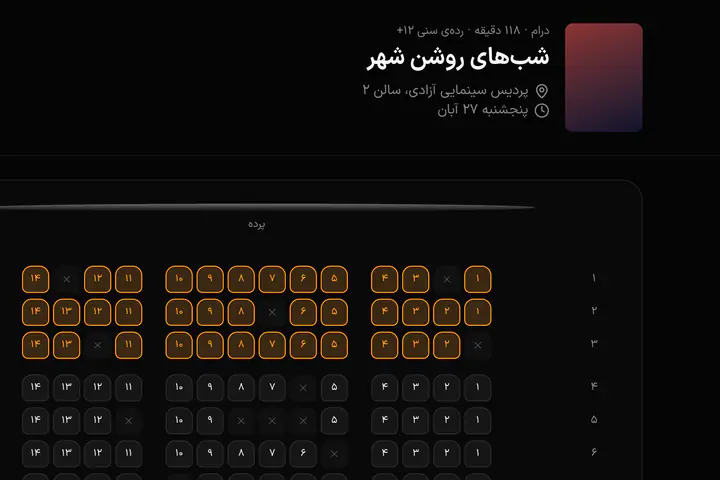 درام · ۱۱۸ دقیقه · رده‌ی سنی ۱۲+
شب‌های روشن شهر
پردیس سینمایی آزادی، سالن ۲
پنجشنبه ۲۷ آبان
پرده
۱ ۱ × ۳ ۴ ۵ ۶ ۷ ۸ ۹ ۱۰ ۱۱ ۱۲ × ۱۴
۲ ۱ ۲ ۳ ۴ ۵ ۶ × ۸ ۹ ۱۰ ۱۱ ۱۲ ۱۳ ۱۴
۳ × ۲ ۳ ۴ ۵ ۶ ۷ ۸ ۹ ۱۰ ۱۱ × ۱۳ ۱۴
۴ ۱ ۲ ۳ ۴ ۵ × ۷ ۸ ۹ ۱۰ ۱۱ ۱۲ ۱۳ ۱۴
۵ ۱ ۲ ۳ ۴ ۵ × × × ۹ ۱۰ × ۱۲ ۱۳ ۱۴
۶ ۱ ۲ ۳ ۴ × ۶ ۷ ۸ ۹ ۱۰ ۱۱ ۱۲ ۱۳ ۱۴